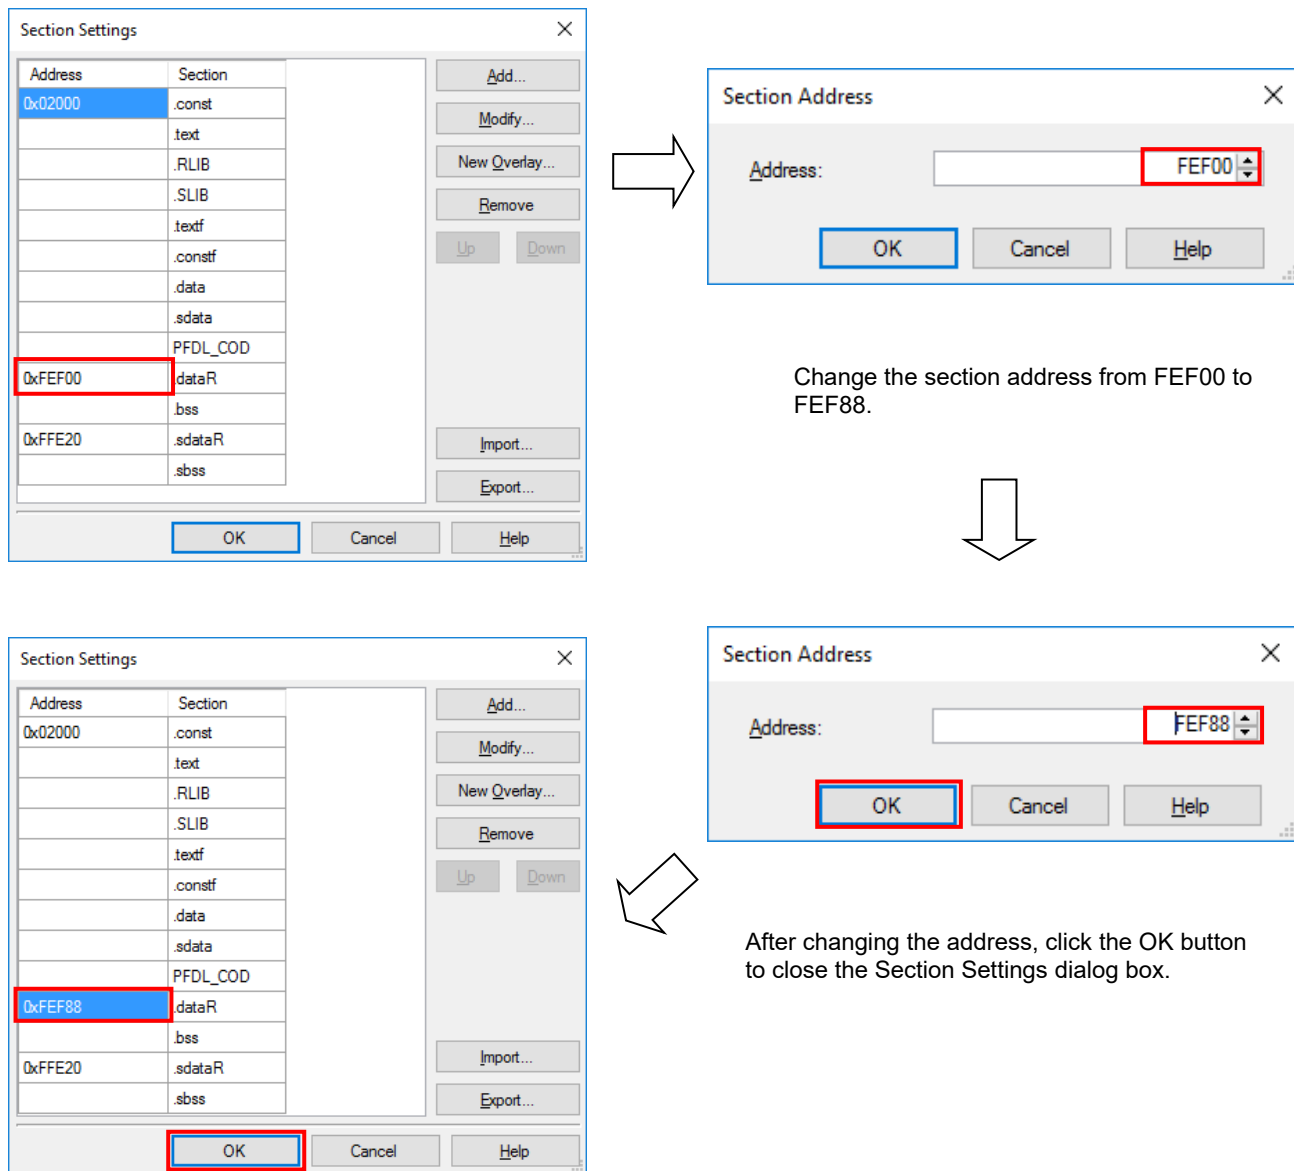 Section Settings
Address Section
0x02000 .const
.text
.RLIB
.SLIB
.textf
.constf
.data
.sdata
PFDL_COD
0xFEF00 .dataR
.bss
0xFFE20 .sdataR
.sbss
Add...
Modify...
New Overlay...
Remove
Up Down
Import...
Export...
OK Cancel Help
Section Address
Address: FEF00
OK Cancel Help
Change the section address from FEF00 to
FEF88.
Section Address
Address: FEF88
OK Cancel Help
After changing the address, click the OK button
to close the Section Settings dialog box.
Section Settings
Address Section
0x02000 .const
.text
.RLIB
.SLIB
.textf
.constf
.data
.sdata
PFDL_COD
0xFEF88 .dataR
.bss
0xFFE20 .sdataR
.sbss
Add...
Modify...
New Overlay...
Remove
Up Down
Import...
Export...
OK Cancel Help